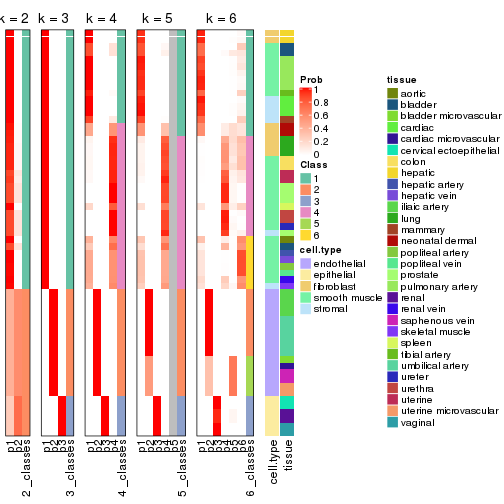 k = 2
k = 3
k = 4
k = 5
k = 6
p1
p2
2_classes
p1
p2
p3
3_classes
p1
p2
p3
p4
4_classes
p1
p2
p3
p4
p5
5_classes
p1
p2
p3
p4
p5
p6
6_classes
cell.type
tissue
Prob
1
0.8
0.6
0.4
0.2
0
Class
1
2
3
4
5
6
cell.type
endothelial
epithelial
fibroblast
smooth muscle
stromal
tissue
aortic
bladder
bladder microvascular
cardiac
cardiac microvascular
cervical ectoepithelial
colon
hepatic
hepatic artery
hepatic vein
iliaic artery
lung
mammary
neonatal dermal
popliteal artery
popliteal vein
prostate
pulmonary artery
renal
renal vein
saphenous vein
skeletal muscle
spleen
tibial artery
umbilical artery
ureter
urethra
uterine
uterine microvascular
vaginal